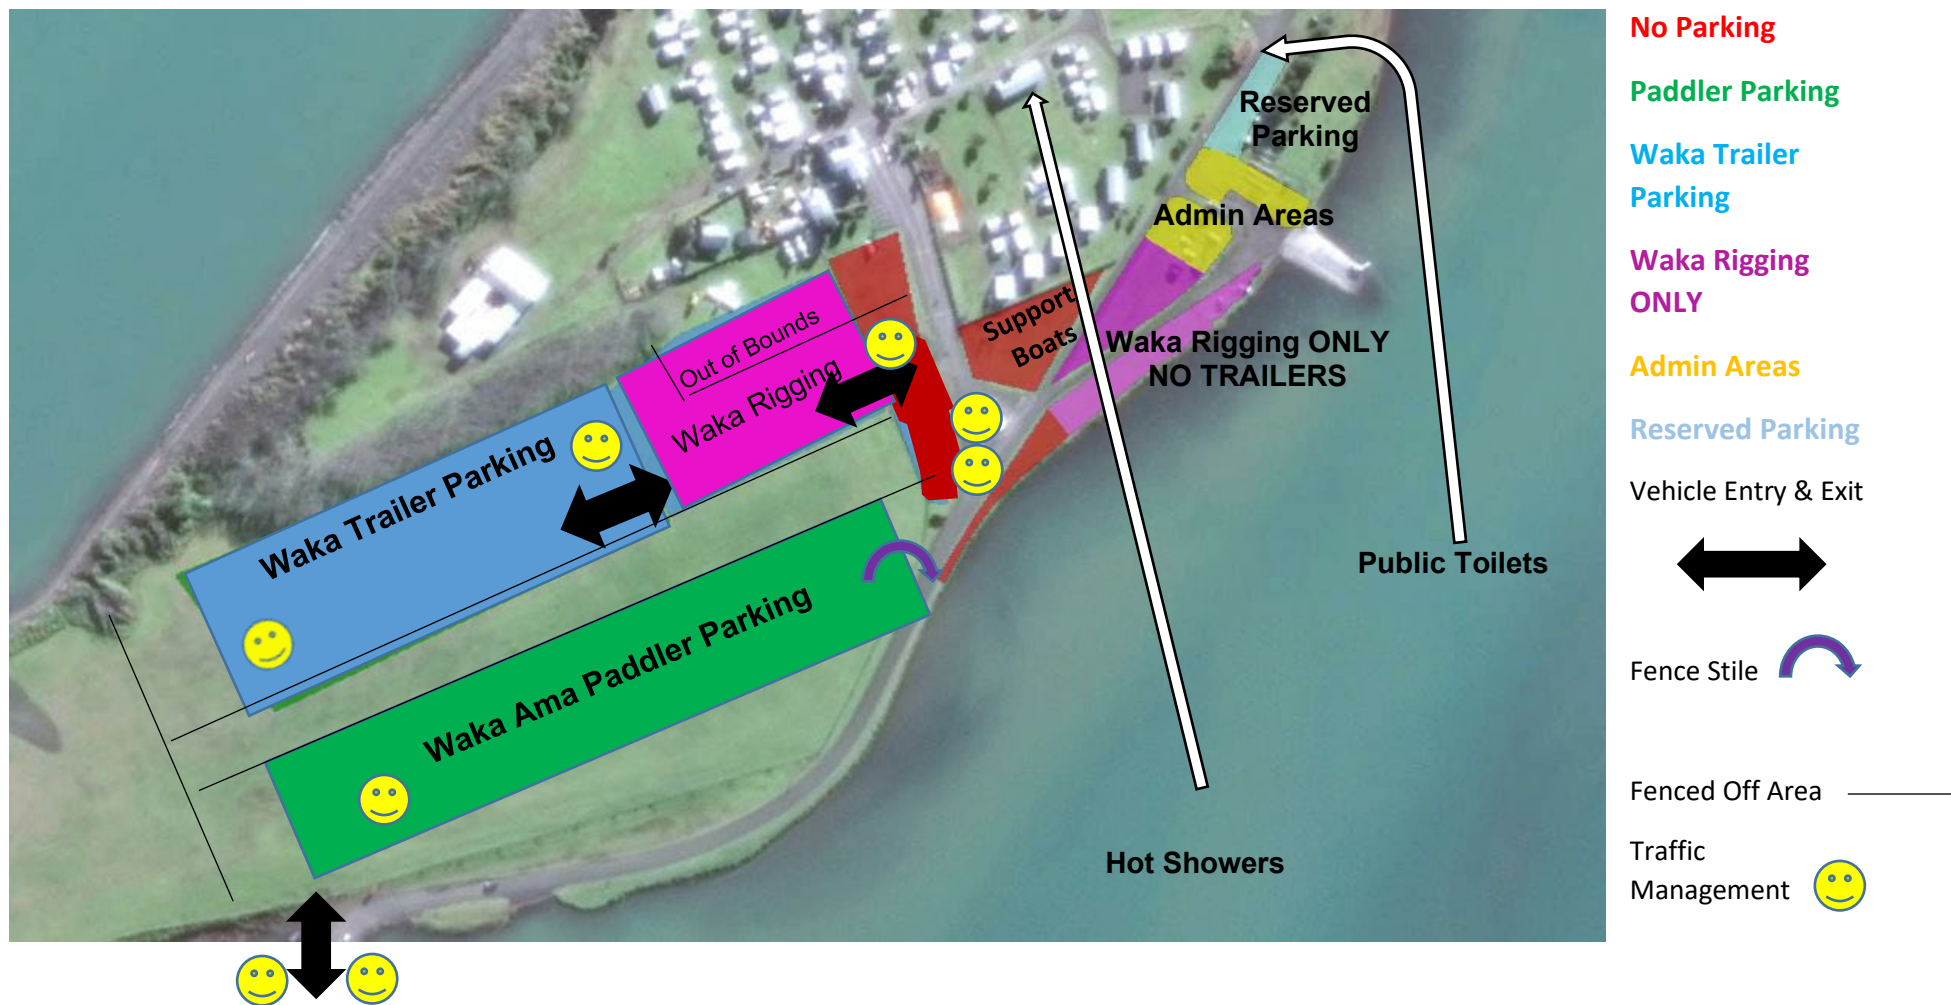 Reserved
Parking
Admin Areas
Support
Boats
Out of Bounds
Waka Rigging
Waka Rigging ONLY
NO TRAILERS
Waka Trailer Parking
Waka Ama Paddler Parking
Public Toilets
Hot Showers
No Parking
Paddler Parking
Waka Trailer
Parking
Waka Rigging
ONLY
Admin Areas
Reserved Parking
Vehicle Entry & Exit
Fence Stile
Fenced Off Area
Traffic
Management